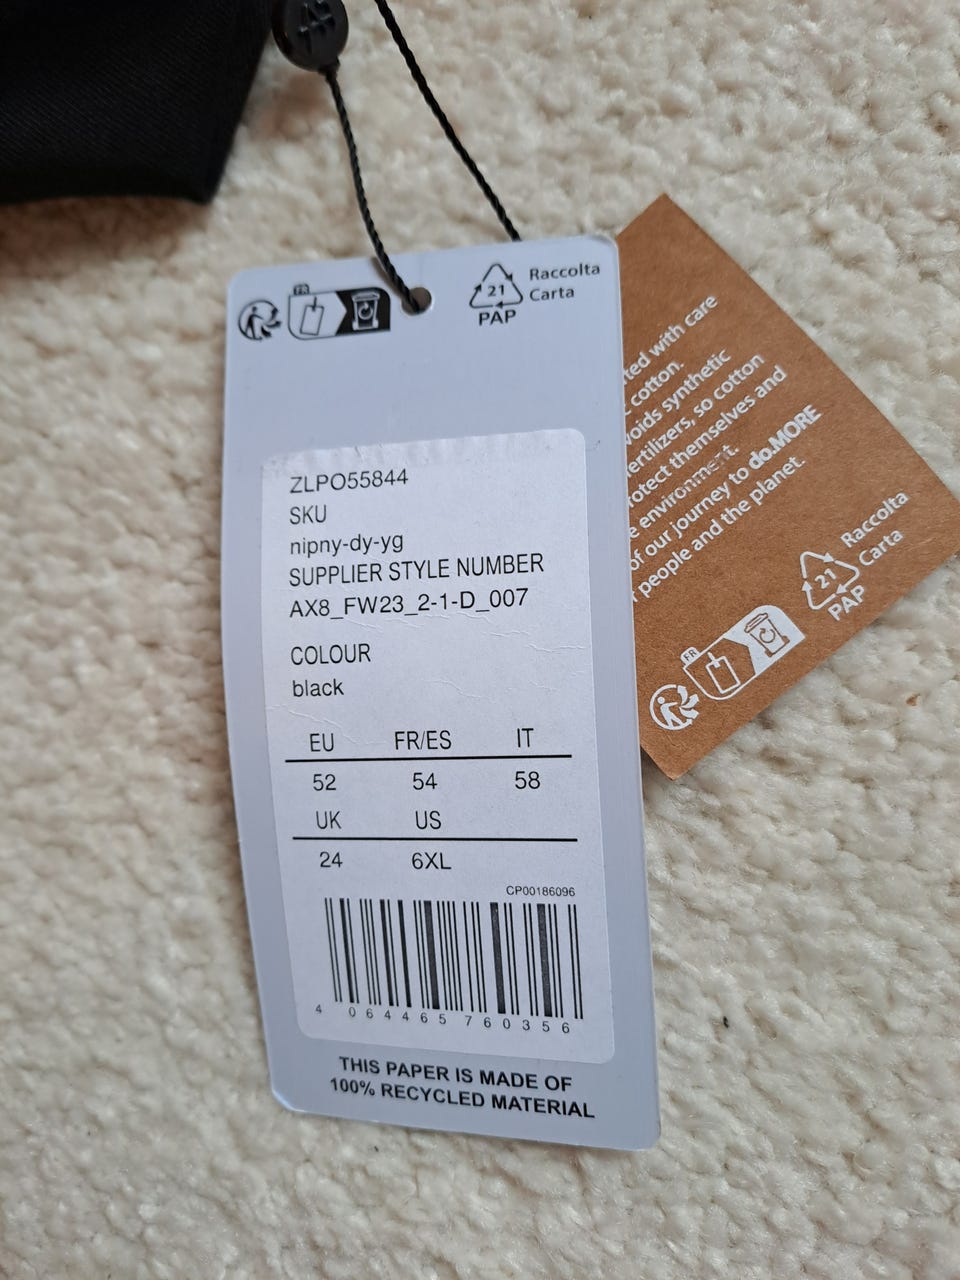 FR
21
PAP
Raccolta
Carta
ZLPO55844
SKU
nipny-dy-yg
SUPPLIER STYLE NUMBER
AX8_FW23_2-1-D_007
COLOUR
black
EU FR/ES IT
52 54 58
UK US
24 6XL
CP00186096
4 064465 760356
THIS PAPER IS MADE OF
100% RECYCLED MATERIAL
with care
cotton.
synthetic
so cotton
themselves and
environment.
of our journey to do.MORE
people and the planet.
FR
21
PAP
Raccolta
Carta